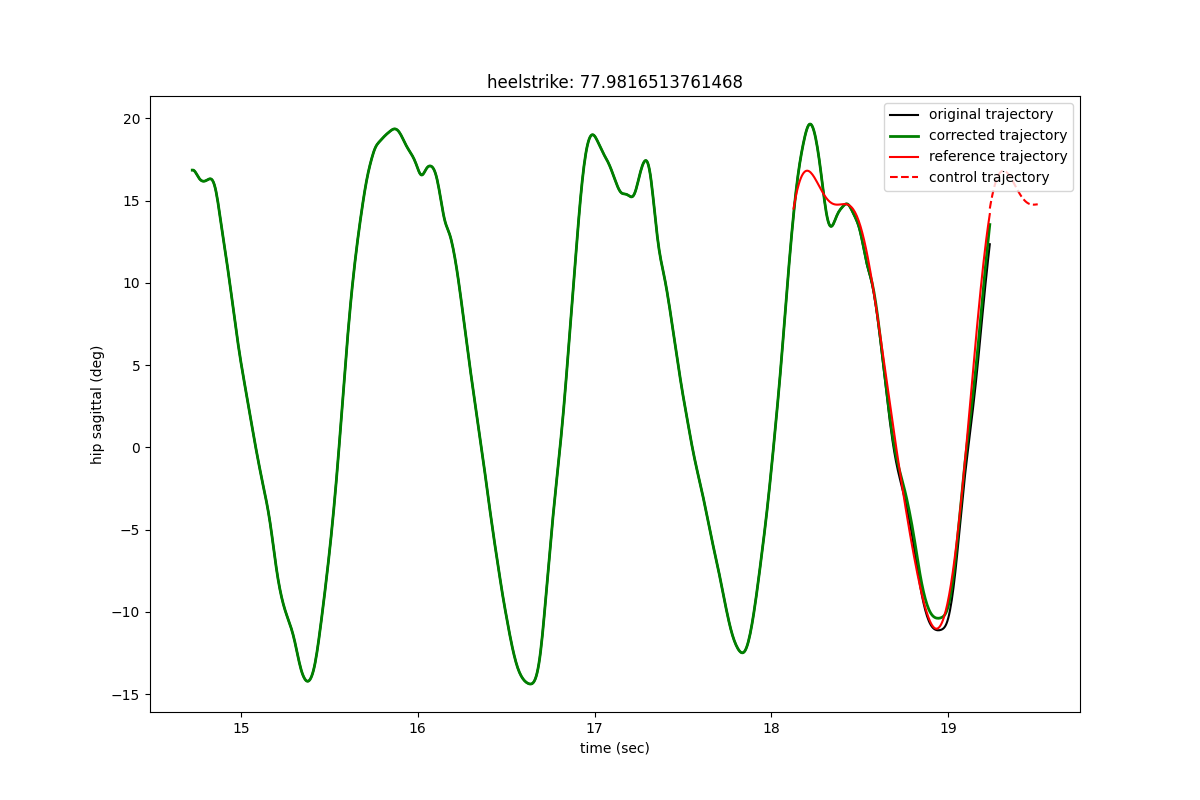 heelstrike: 77.9816513761468
original trajectory
corrected trajectory
reference trajectory
control trajectory
hip sagittal (deg)
20
15
10
5
0
−5
−10
−15
15 16 17 18 19
time (sec)